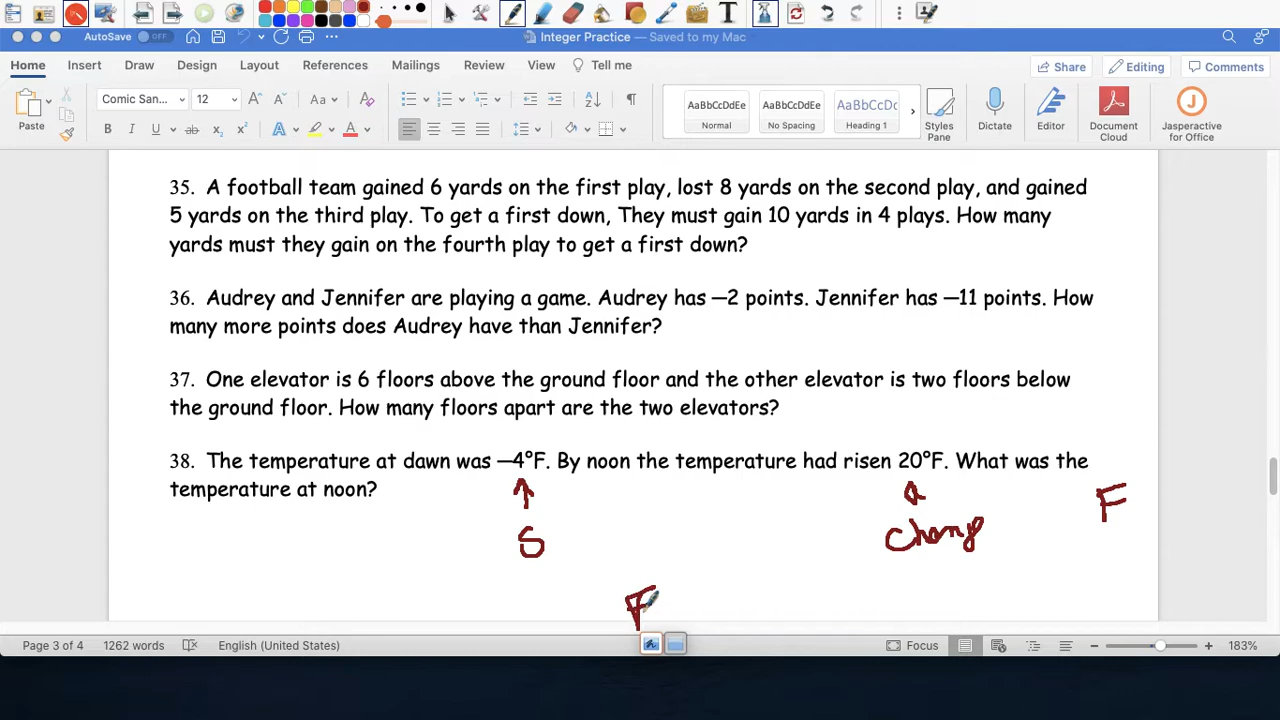 AutoSave OFF
Integer Practice — Saved to my Mac
Home Insert Draw Design Layout References Mailings Review View Tell me
Share Editing Comments
Paste
Comic San... 12
AaBbCcDdEe AaBbCcDdEe AaBbCcDc
Normal No Spacing Heading 1
Styles Pane
Dictate
Editor
Document Cloud
Jasperactive for Office
35. A football team gained 6 yards on the first play, lost 8 yards on the second play, and gained
5 yards on the third play. To get a first down, They must gain 10 yards in 4 plays. How many
yards must they gain on the fourth play to get a first down?
36. Audrey and Jennifer are playing a game. Audrey has —2 points. Jennifer has —11 points. How
many more points does Audrey have than Jennifer?
37. One elevator is 6 floors above the ground floor and the other elevator is two floors below
the ground floor. How many floors apart are the two elevators?
38. The temperature at dawn was —4°F. By noon the temperature had risen 20°F. What was the
temperature at noon?
F
S
Chang
F
Page 3 of 4 1262 words English (United States) Focus 183%